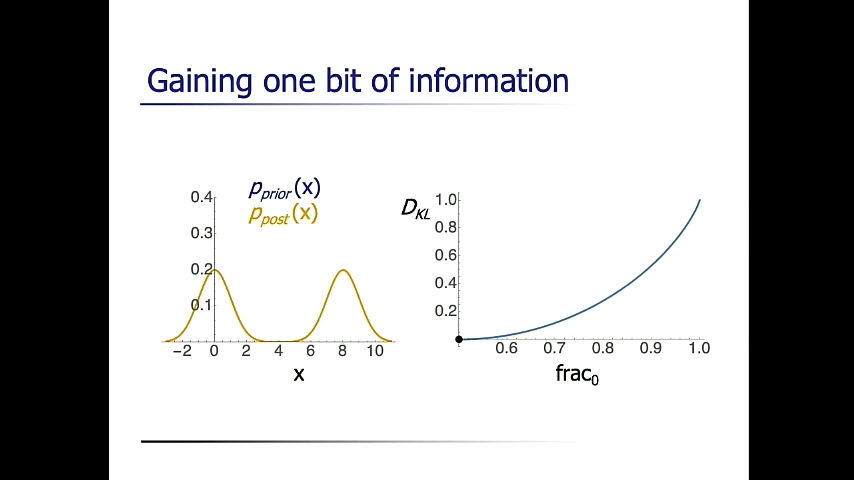 Gaining one bit of information
p_prior(x)
p_post(x)
0.4
0.3
0.2
0.1
−2 0 2 4 6 8 10
x
D_KL
1.0
0.8
0.6
0.4
0.2
0.6 0.7 0.8 0.9 1.0
frac₀